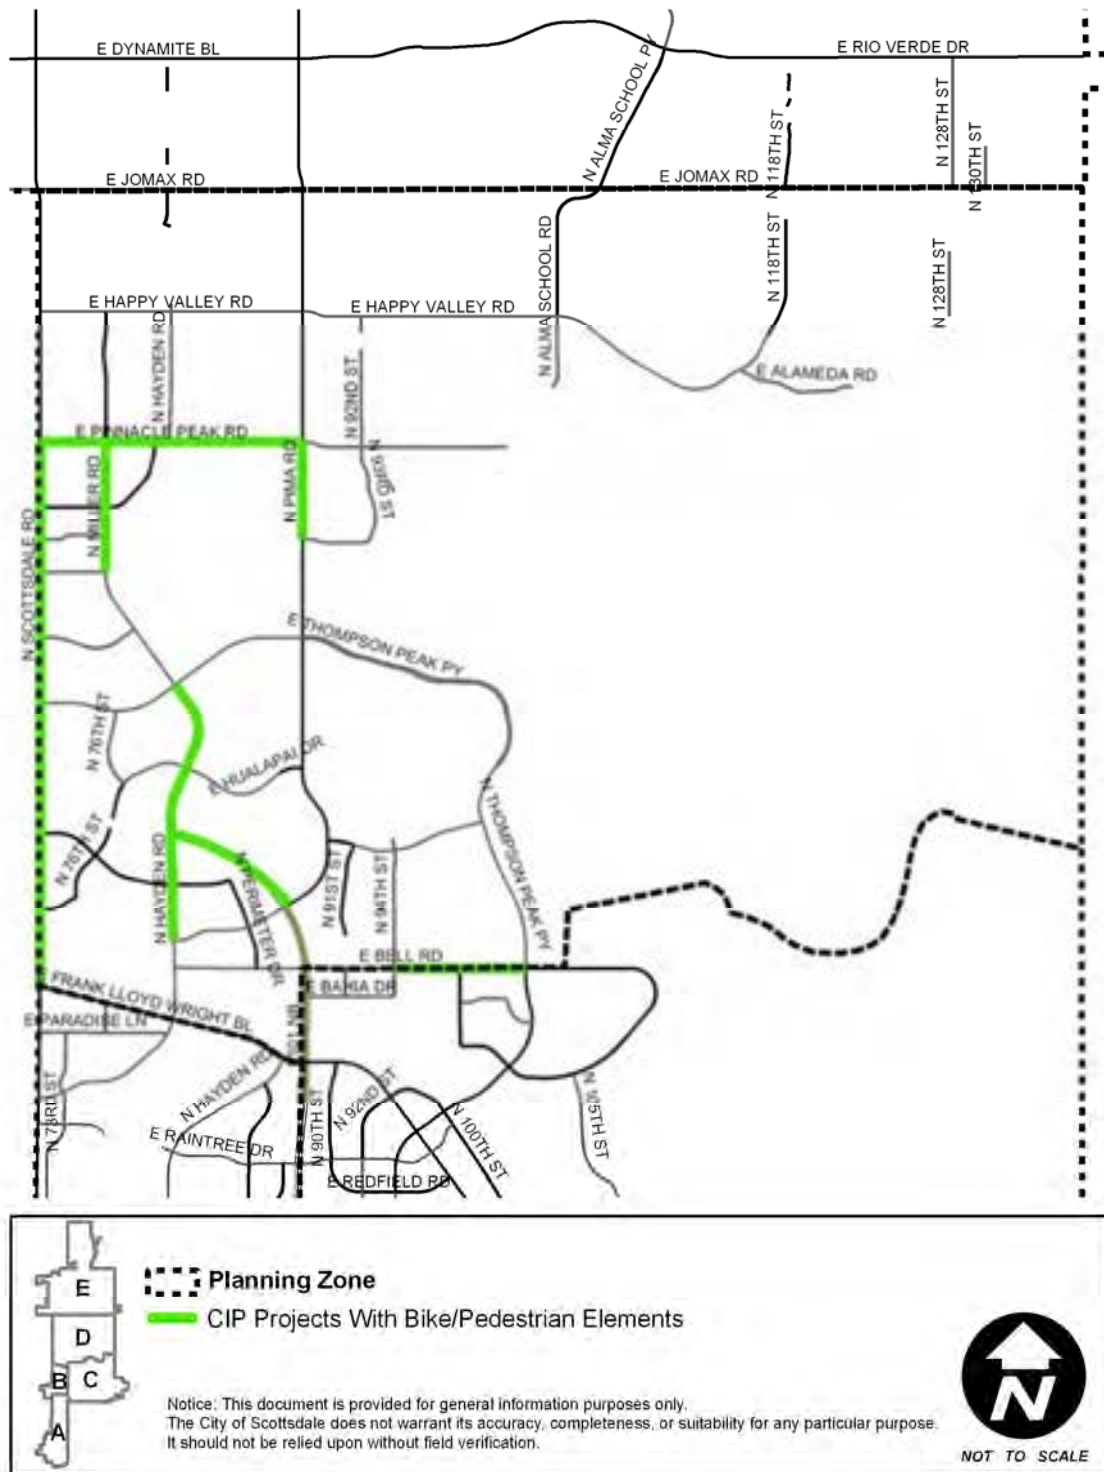 E DYNAMITE BL
E RIO VERDE DR
N ALMA SCHOOL PY
N 118TH ST
N 128TH ST
N 130TH ST
E JOMAX RD
E JOMAX RD
N ALMA SCHOOL RD
N 118TH ST
N 128TH ST
E HAPPY VALLEY RD
E HAPPY VALLEY RD
N HAYDEN RD
N 92ND ST
E ALAMEDA RD
E PINNACLE PEAK RD
N MILLER RD
N PIMA RD
N 93RD ST
N SCOTTSDALE RD
E THOMPSON PEAK PY
N 76TH ST
E HUALAPAI DR
N THOMPSON PEAK PY
N 76TH ST
N HAYDEN RD
N PERIMETER DR
N 91ST ST
N 94TH ST
E BELL RD
E BAHIA DR
FRANK LLOYD WRIGHT BL
E PARADISE LN
101 NB
N HAYDEN RD
N 73RD ST
E RAINTREE DR
N 90TH ST
N 92ND ST
N 100TH ST
N 105TH ST
E REDFIELD RD
E
D
B
C
A
Planning Zone
CIP Projects With Bike/Pedestrian Elements
Notice: This document is provided for general information purposes only.
The City of Scottsdale does not warrant its accuracy, completeness, or suitability for any particular purpose.
It should not be relied upon without field verification.
N
NOT TO SCALE